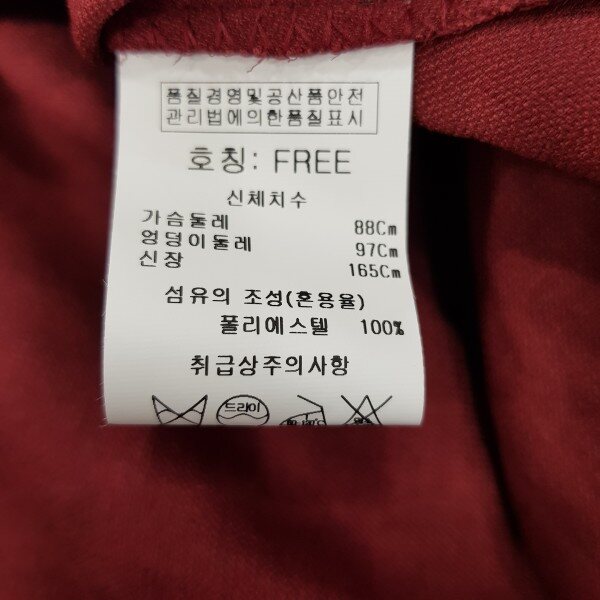 품질경영및공산품안전
관리법에의한품질표시
호칭: FREE
신체치수
가슴둘레 88Cm
엉덩이둘레 97Cm
신장 165Cm
섬유의 조성(혼용율)
폴리에스텔 100%
취급상주의사항
드라이